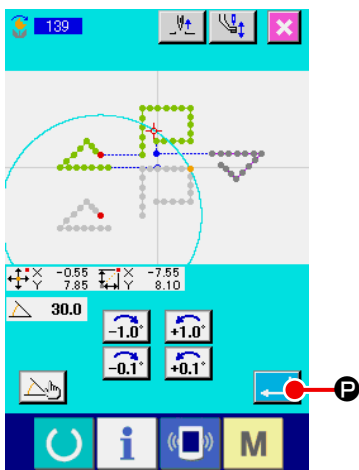 139
X -0.55 X -7.55
Y 7.85 Y 8.10
30.0
-1.0° +1.0°
-0.1° +0.1°
P
i M